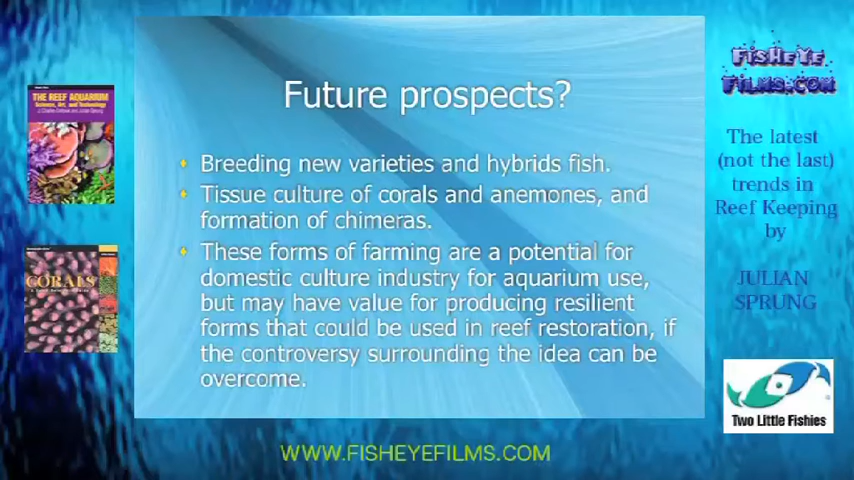 Future prospects?
Breeding new varieties and hybrids fish.
Tissue culture of corals and anemones, and
formation of chimeras.
These forms of farming are a potential for
domestic culture industry for aquarium use,
but may have value for producing resilient
forms that could be used in reef restoration, if
the controversy surrounding the idea can be
overcome.
THE REEF AQUARIUM
Science, Art, and Technology
CORALS
FISHEYE
FILMS.COM
The latest
(not the last)
trends in
Reef Keeping
by
JULIAN
SPRUNG
Two Little Fishies
WWW.FISHEYEFILMS.COM